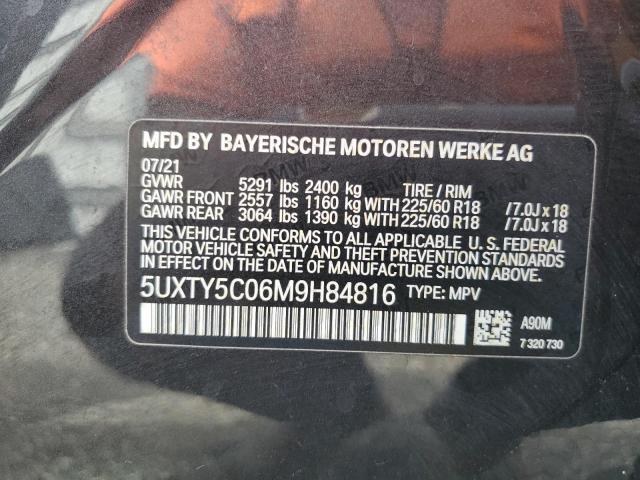 MFD BY BAYERISCHE MOTOREN WERKE AG
07/21
GVWR 5291 lbs 2400 kg TIRE / RIM
GAWR FRONT 2557 lbs 1160 kg WITH 225/60 R18 /7.0J x 18
GAWR REAR 3064 lbs 1390 kg WITH 225/60 R18 /7.0J x 18
THIS VEHICLE CONFORMS TO ALL APPLICABLE U. S. FEDERAL
MOTOR VEHICLE SAFETY AND THEFT PREVENTION STANDARDS
IN EFFECT ON THE DATE OF MANUFACTURE SHOWN ABOVE.
5UXTY5C06M9H84816 TYPE: MPV
A90M
7 320 730